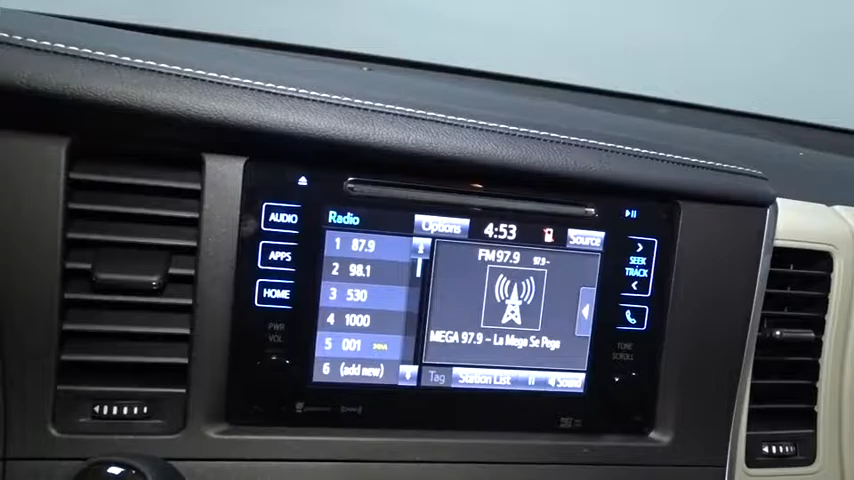 Radio
Options
4:53
Source
AUDIO
APPS
HOME
PWR
VOL
1 87.9
2 98.1
3 530
4 1000
5 001
6 (add new)
FM 97.9
97.9-
MEGA 97.9 - (La Mega Se Pega
Tag
Station List
Sound
SEEK
TRACK
TUNE
SCROLL